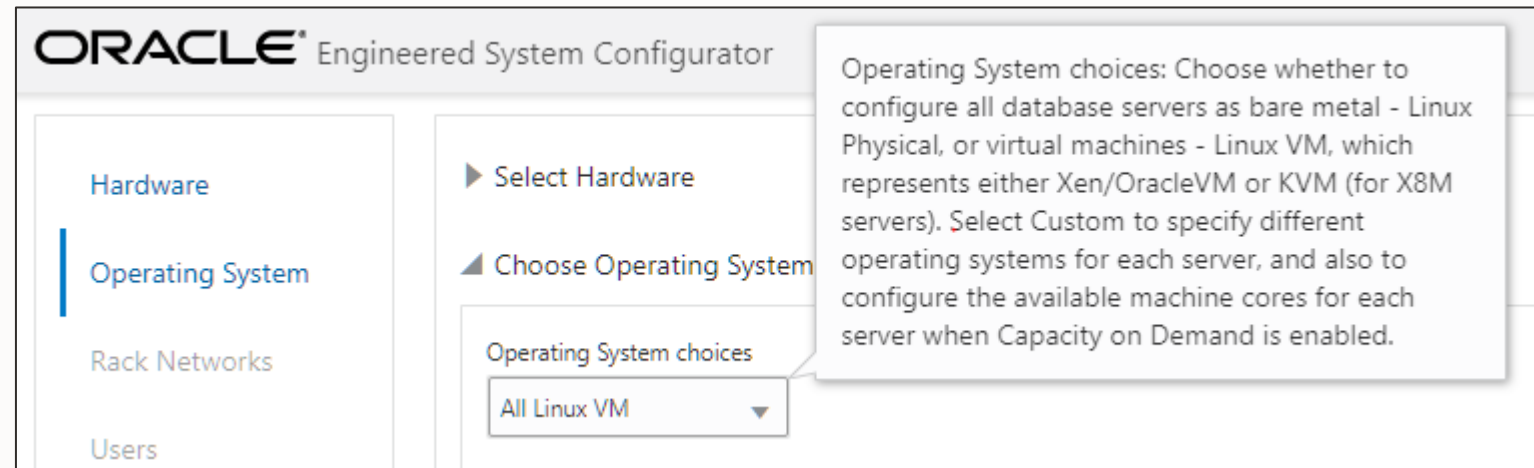 ORACLE® Engineered System Configurator
Hardware
Operating System
Rack Networks
Users
Select Hardware
Choose Operating System
Operating System choices
All Linux VM
Operating System choices: Choose whether to
configure all database servers as bare metal - Linux
Physical, or virtual machines - Linux VM, which
represents either Xen/OracleVM or KVM (for X8M
servers). Select Custom to specify different
operating systems for each server, and also to
configure the available machine cores for each
server when Capacity on Demand is enabled.